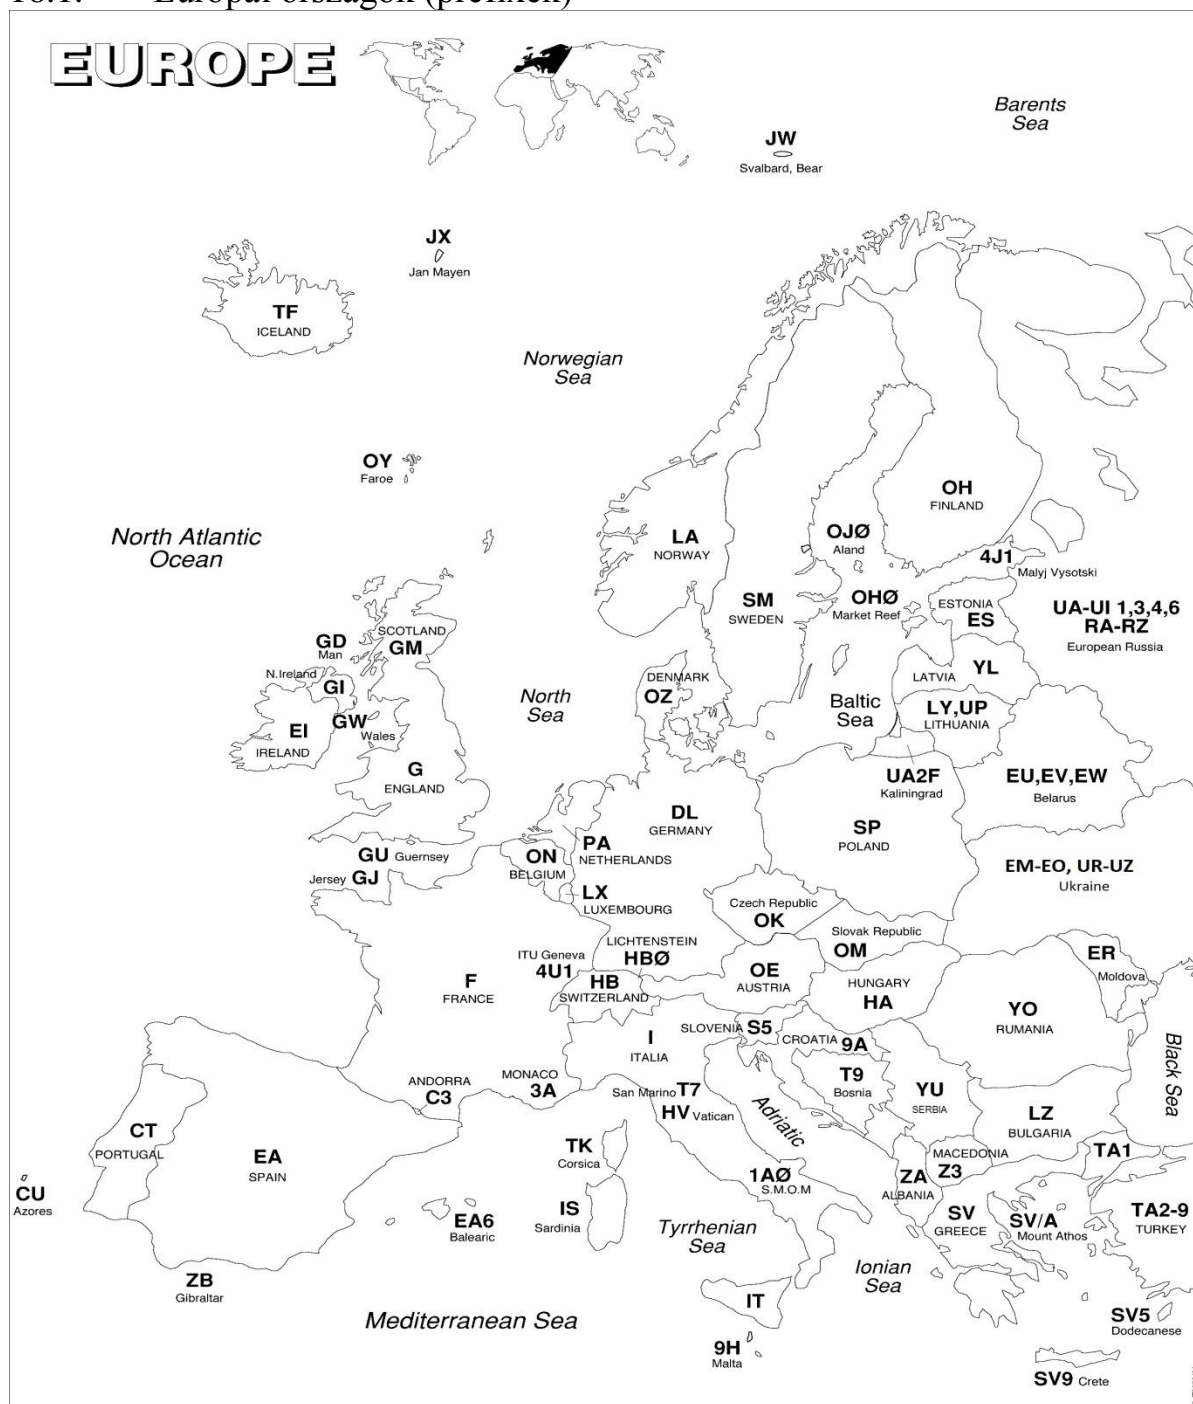 16.1. Európai országok (prefixek)
EUROPE
Barents
Sea
JW
Svalbard, Bear
JX
Jan Mayen
TF
ICELAND
Norwegian
Sea
OY
Faroe
OH
FINLAND
North Atlantic
Ocean
LA
NORWAY
OJØ
Aland
4J1
Malyj Vysotski
SM
SWEDEN
OHØ
Market Reef
ESTONIA
ES
UA-UI 1,3,4,6
RA-RZ
European Russia
SCOTLAND
GM
GD
Man
N.Ireland
GI
DENMARK
OZ
LATVIA
YL
North
Sea
Baltic
Sea
LY,UP
LITHUANIA
GW
Wales
EI
IRELAND
G
ENGLAND
UA2F
Kaliningrad
EU,EV,EW
Belarus
DL
GERMANY
SP
POLAND
PA
NETHERLANDS
GU Guernsey
Jersey GJ
ON
BELGIUM
LX
LUXEMBOURG
EM-EO, UR-UZ
Ukraine
Czech Republic
OK
Slovak Republic
OM
LICHTENSTEIN
HBØ
ITU Geneva
4U1
ER
Moldova
F
FRANCE
HB
SWITZERLAND
OE
AUSTRIA
HUNGARY
HA
YO
RUMANIA
I
ITALIA
SLOVENIA S5
CROATIA 9A
Black Sea
ANDORRA
C3
MONACO
3A
San Marino T7
HV Vatican
T9
Bosnia
YU
SERBIA
Adriatic
LZ
BULGARIA
CT
PORTUGAL
EA
SPAIN
TK
Corsica
MACEDONIA
Z3
TA1
CU
Azores
1AØ
S.M.O.M
ZA
ALBANIA
EA6
Balearic
IS
Sardinia
Tyrrhenian
Sea
SV
GREECE
SV/A
Mount Athos
TA2-9
TURKEY
ZB
Gibraltar
Ionian
Sea
Mediterranean Sea
IT
SV5
Dodecanese
9H
Malta
SV9 Crete